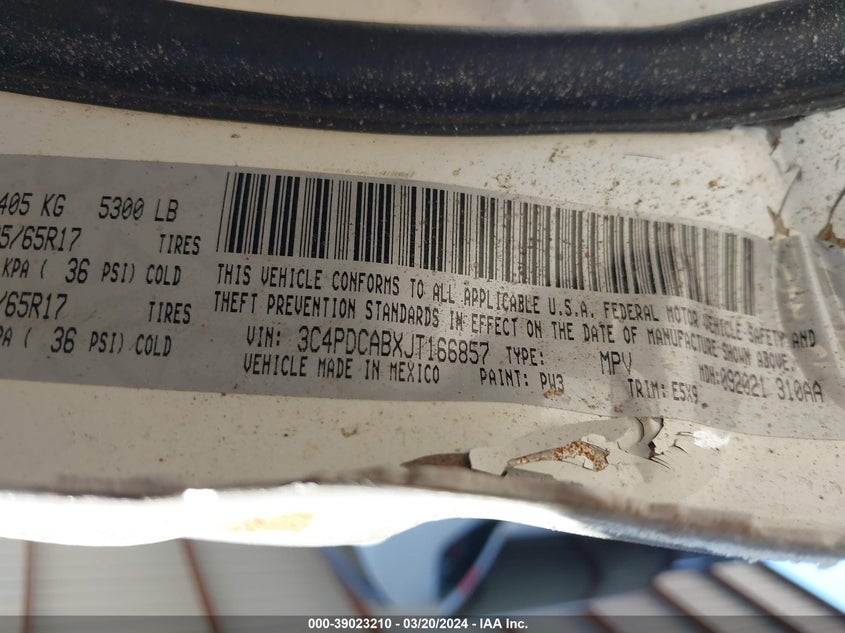 405 KG 5300 LB
5/65R17 TIRES
KPA ( 36 PSI) COLD
/65R17 TIRES
PA ( 36 PSI) COLD
THIS VEHICLE CONFORMS TO ALL APPLICABLE U.S.A. FEDERAL MOTOR VEHICLE SAFETY AND
THEFT PREVENTION STANDARDS IN EFFECT ON THE DATE OF MANUFACTURE SHOWN ABOVE.
VIN: 3C4PDCABXJT166857 TYPE: MPV MDH:
VEHICLE MADE IN MEXICO PAINT: PW3 TRIM: E5X9 310AA
000-39023210 - 03/20/2024 - IAA Inc.